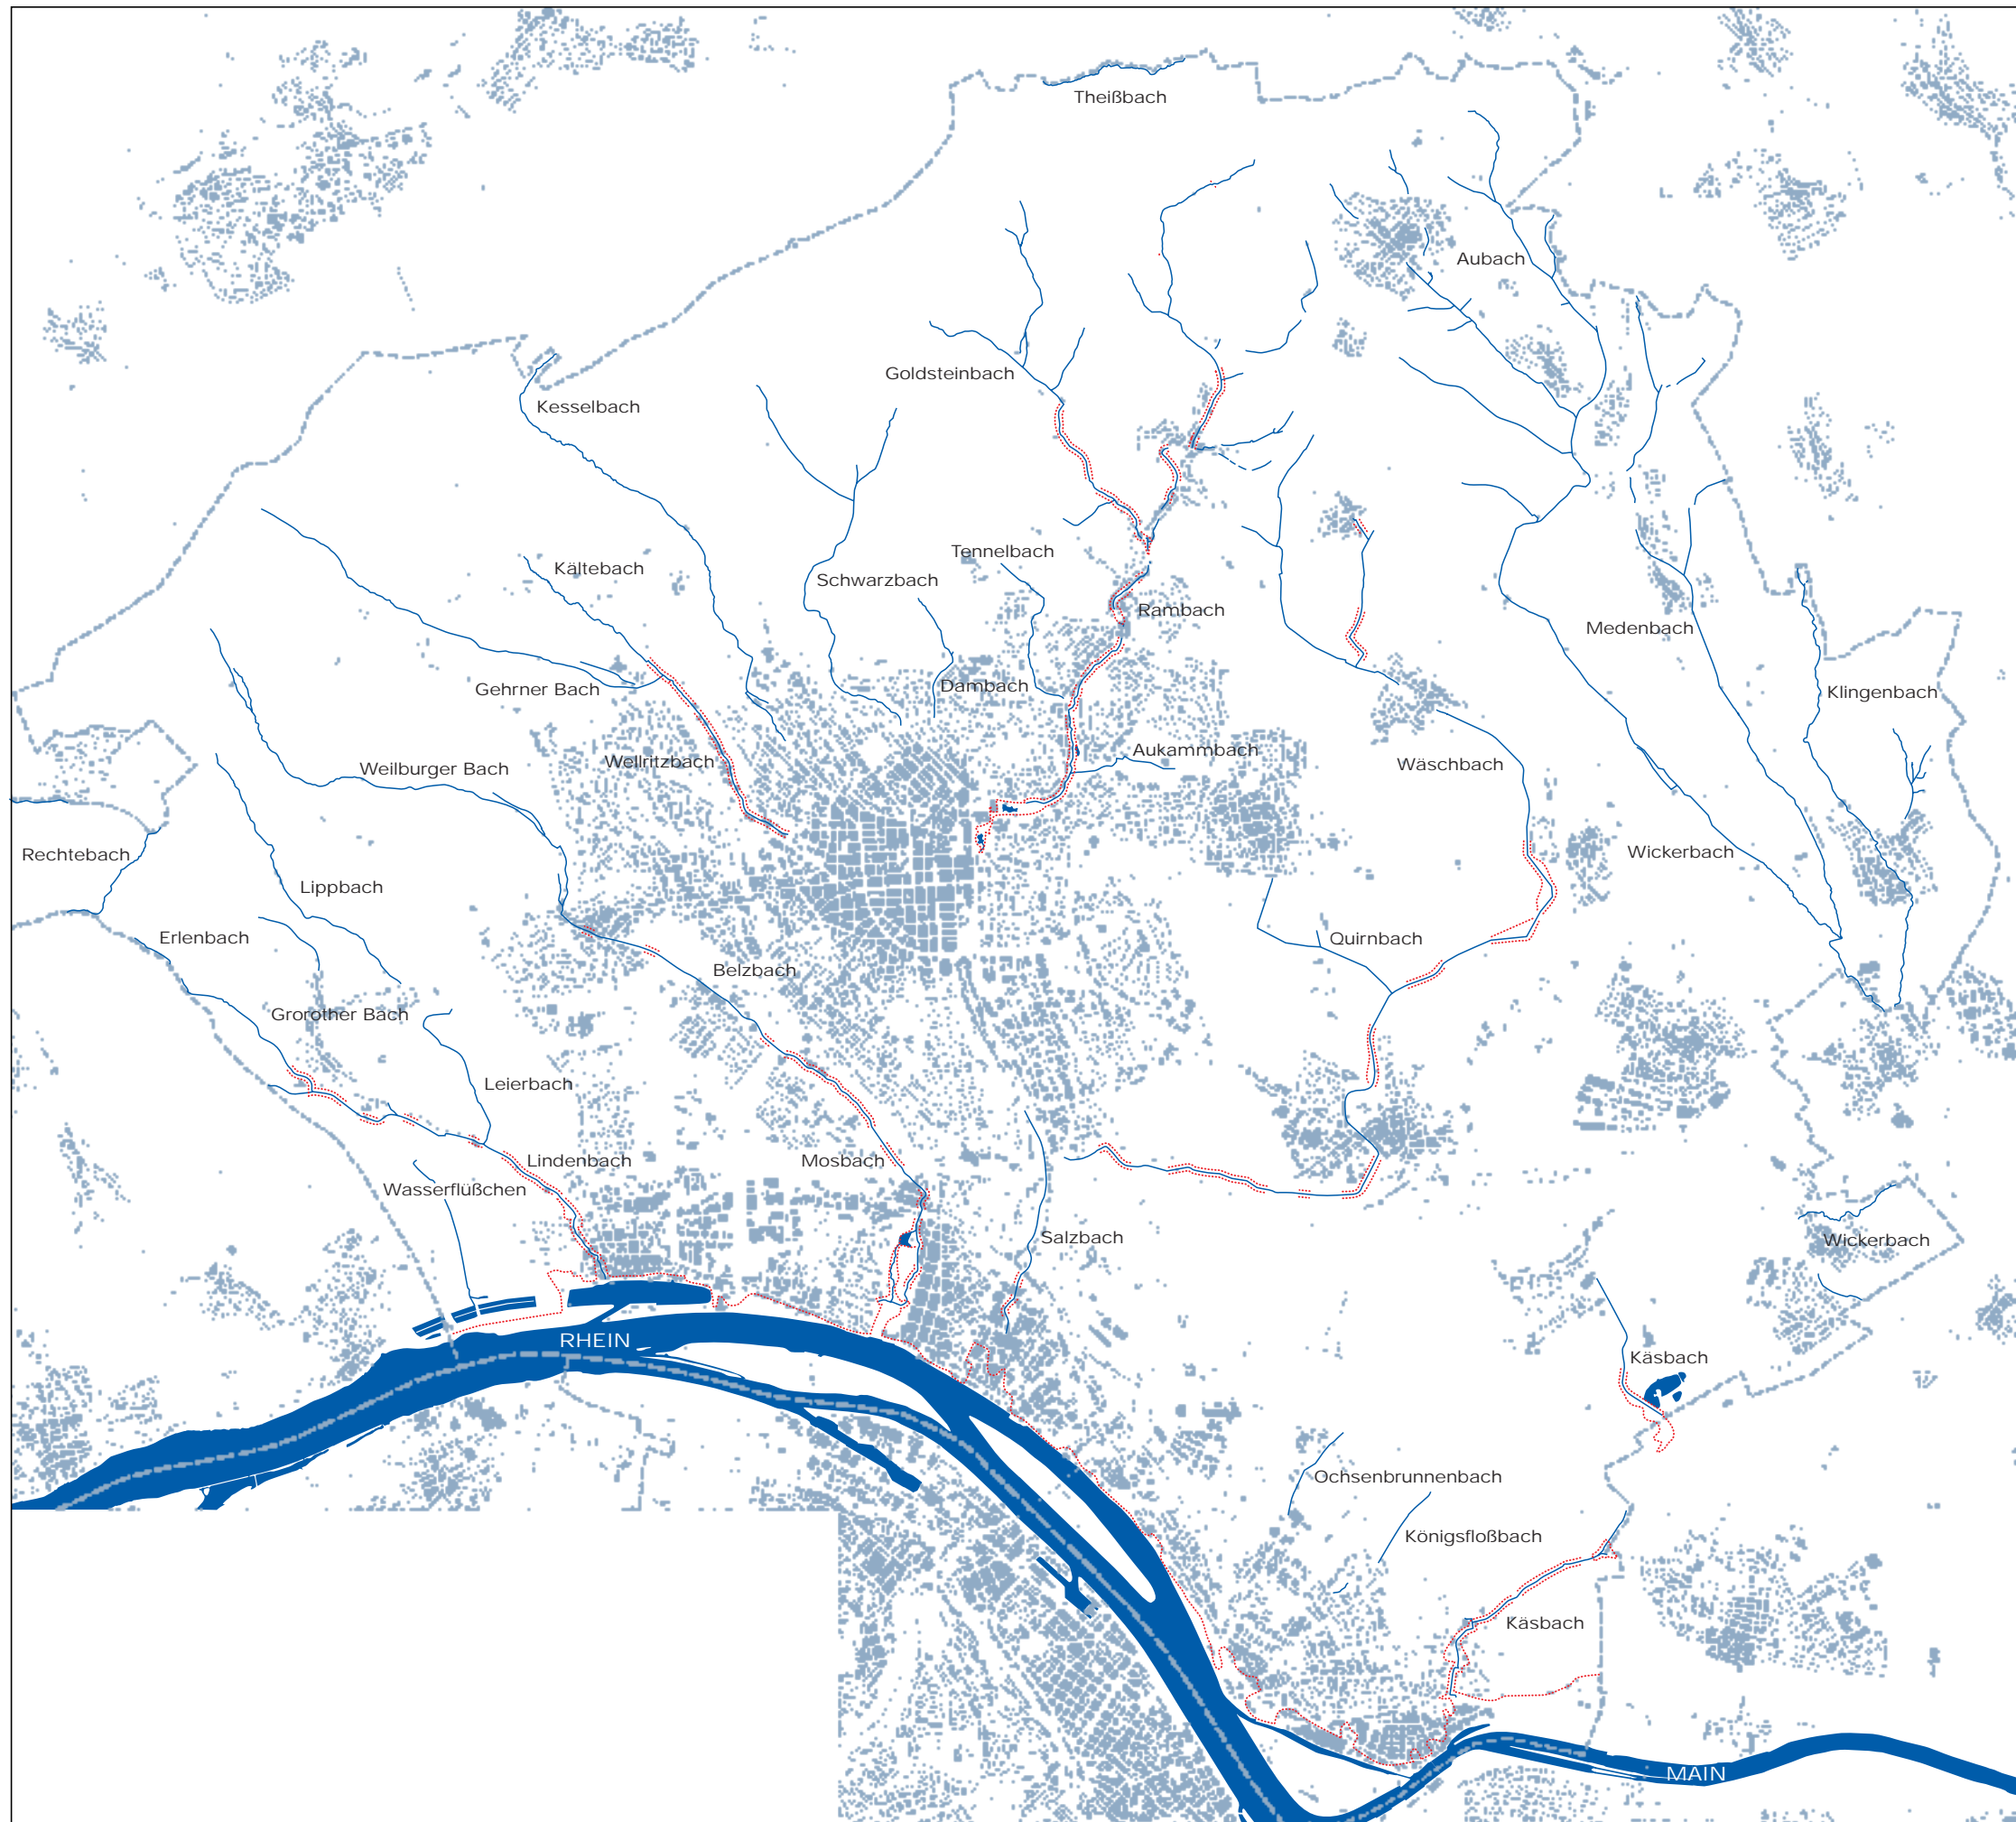 Theißbach
Aubach
Goldsteinbach
Kesselbach
Tennelbach
Kältebach
Schwarzbach
Rambach
Medenbach
Dambach
Gehrner Bach
Klingenbach
Aukammbach
Wellritzbach
Weilburger Bach
Wäschbach
Rechtebach
Wickerbach
Lippbach
Erlenbach
Quirnbach
Belzbach
Grorother Bach
Leierbach
Lindenbach
Mosbach
Wasserflüßchen
Salzbach
Wickerbach
RHEIN
Käsbach
Ochsenbrunnenbach
Königsfloßbach
Käsbach
MAIN